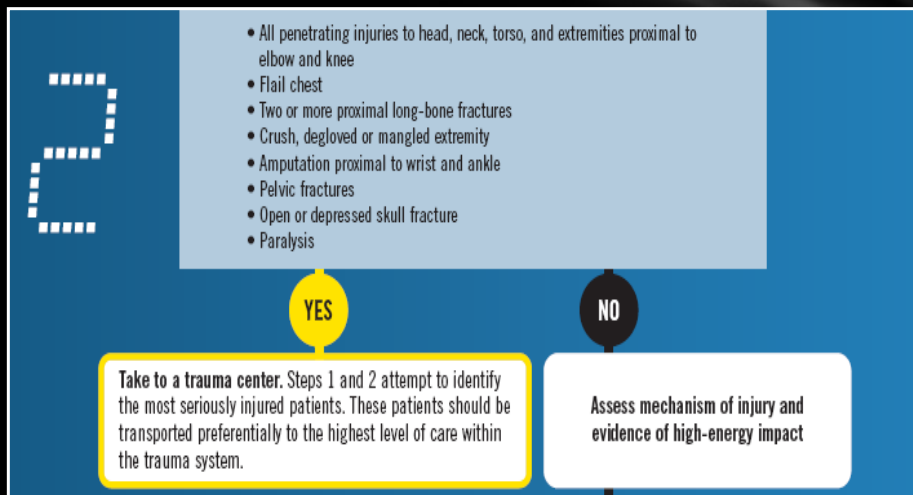 2
• All penetrating injuries to head, neck, torso, and extremities proximal to
elbow and knee
• Flail chest
• Two or more proximal long-bone fractures
• Crush, degloved or mangled extremity
• Amputation proximal to wrist and ankle
• Pelvic fractures
• Open or depressed skull fracture
• Paralysis
YES
NO
Take to a trauma center. Steps 1 and 2 attempt to identify
the most seriously injured patients. These patients should be
transported preferentially to the highest level of care within
the trauma system.
Assess mechanism of injury and
evidence of high-energy impact